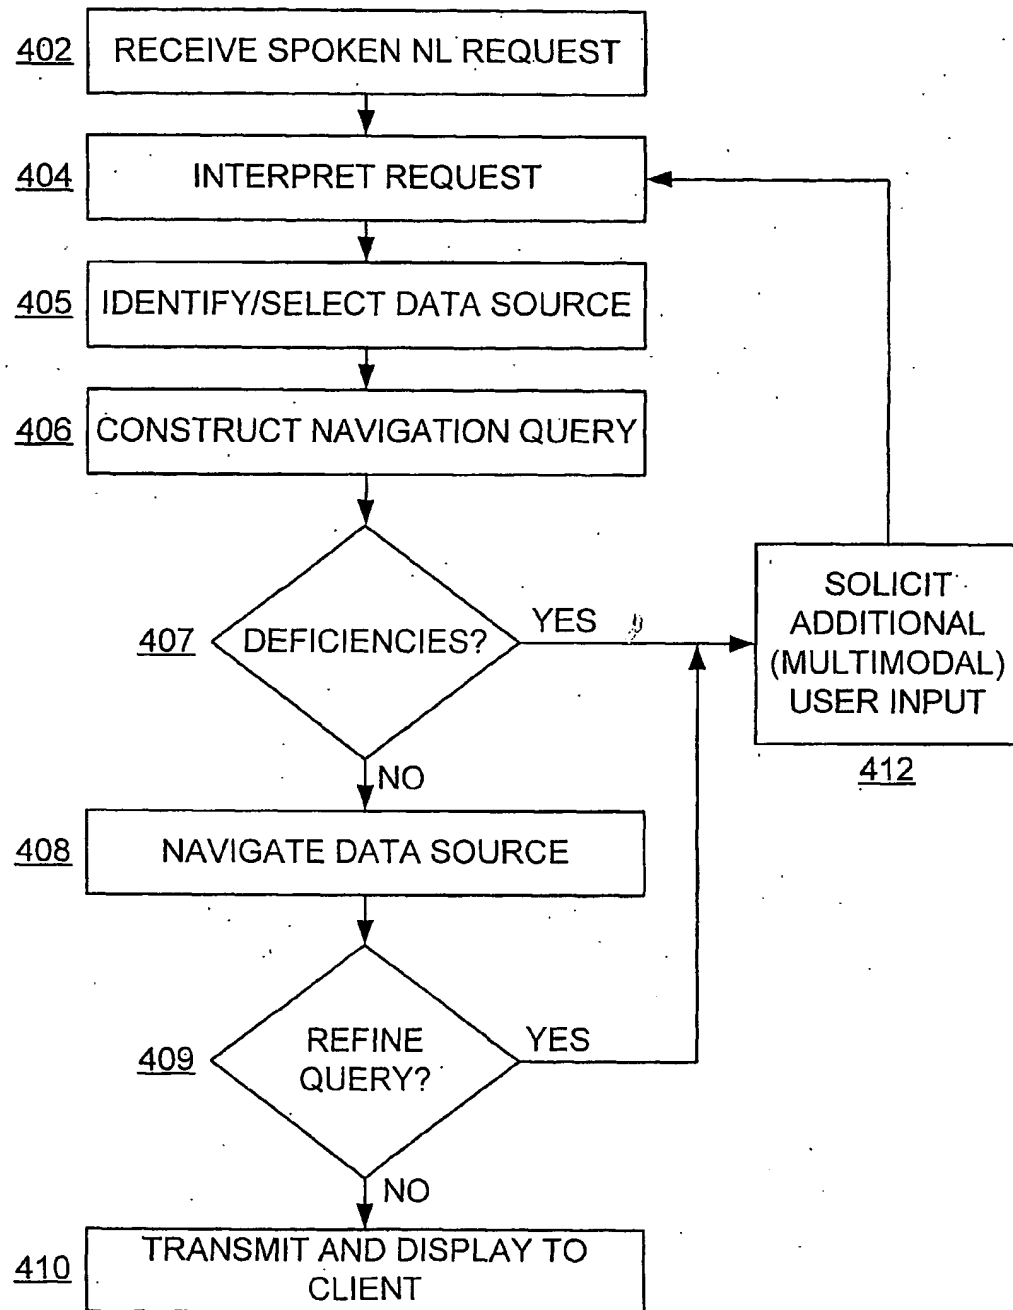 402 RECEIVE SPOKEN NL REQUEST
404 INTERPRET REQUEST
405 IDENTIFY/SELECT DATA SOURCE
406 CONSTRUCT NAVIGATION QUERY
407 DEFICIENCIES? YES
SOLICIT
ADDITIONAL
(MULTIMODAL)
USER INPUT
412
NO
408 NAVIGATE DATA SOURCE
409 REFINE
QUERY?
YES
NO
410 TRANSMIT AND DISPLAY TO
CLIENT